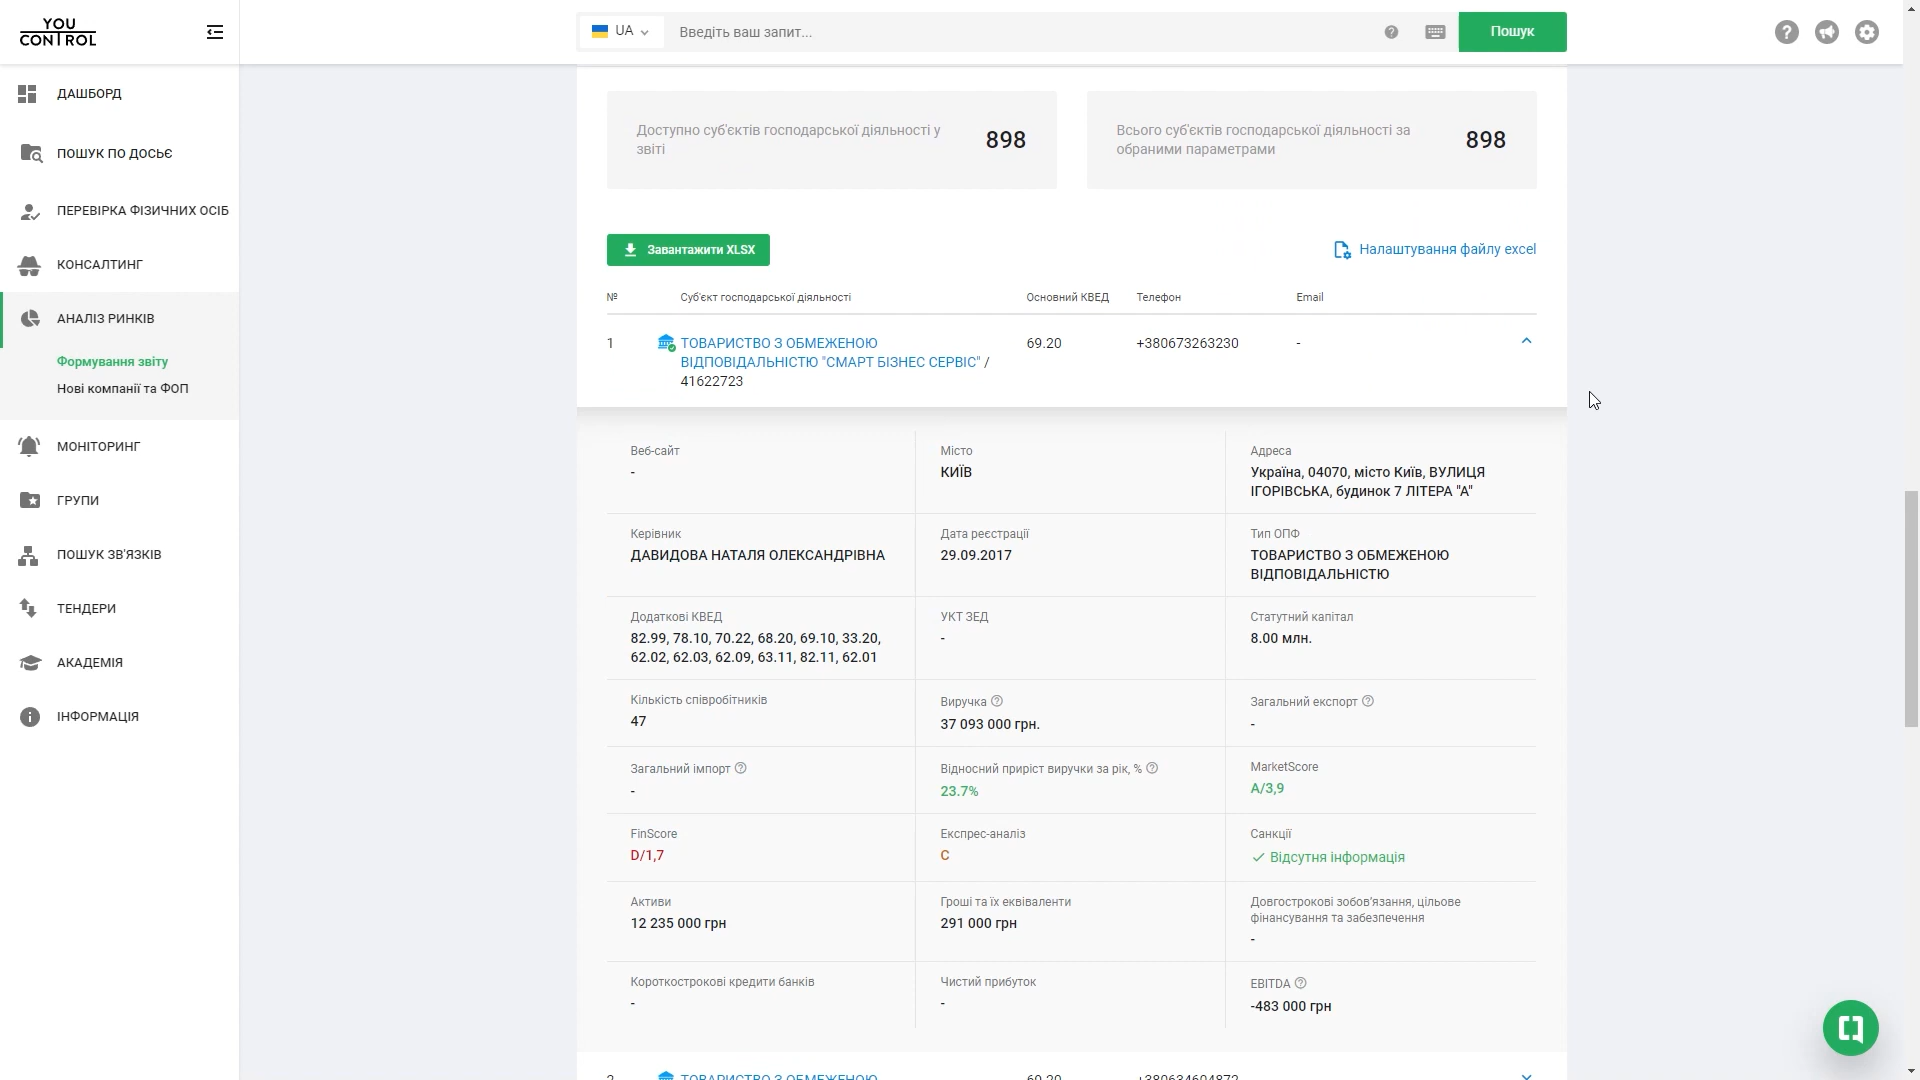 YOU CONTROL
UA
Введіть ваш запит...
Пошук
ДАШБОРД
ПОШУК ПО ДОСЬЄ
ПЕРЕВІРКА ФІЗИЧНИХ ОСІБ
КОНСАЛТИНГ
АНАЛІЗ РИНКІВ
Формування звіту
Нові компанії та ФОП
МОНІТОРИНГ
ГРУПИ
ПОШУК ЗВ'ЯЗКІВ
ТЕНДЕРИ
АКАДЕМІЯ
ІНФОРМАЦІЯ
Доступно суб'єктів господарської діяльності у
звіті
898
Всього суб'єктів господарської діяльності за
обраними параметрами
898
Завантажити XLSX
Налаштування файлу excel
№ Суб'єкт господарської діяльності Основний КВЕД Телефон Email
1 ТОВАРИСТВО З ОБМЕЖЕНОЮ 69.20 +380673263230 -
ВІДПОВІДАЛЬНІСТЮ "СМАРТ БІЗНЕС СЕРВІС" /
41622723
Веб-сайт
-
Місто
КИЇВ
Адреса
Україна, 04070, місто Київ, ВУЛИЦЯ
ІГОРІВСЬКА, будинок 7 ЛІТЕРА "А"
Керівник
ДАВИДОВА НАТАЛЯ ОЛЕКСАНДРІВНА
Дата реєстрації
29.09.2017
Тип ОПФ
ТОВАРИСТВО З ОБМЕЖЕНОЮ
ВІДПОВІДАЛЬНІСТЮ
Додаткові КВЕД
82.99, 78.10, 70.22, 68.20, 69.10, 33.20,
62.02, 62.03, 62.09, 63.11, 82.11, 62.01
УКТ ЗЕД
-
Статутний капітал
8.00 млн.
Кількість співробітників
47
Виручка
37 093 000 грн.
Загальний експорт
-
Загальний імпорт
-
Відносний приріст виручки за рік, %
23.7%
MarketScore
A/3,9
FinScore
D/1,7
Експрес-аналіз
C
Санкції
Відсутня інформація
Активи
12 235 000 грн
Гроші та їх еквіваленти
291 000 грн
Довгострокові зобов'язання, цільове
фінансування та забезпечення
-
Короткострокові кредити банків
-
Чистий прибуток
-
EBITDA
-483 000 грн
2 ТОВАРИСТВО З ОБМЕЖЕНОЮ 69.20 +380634604872